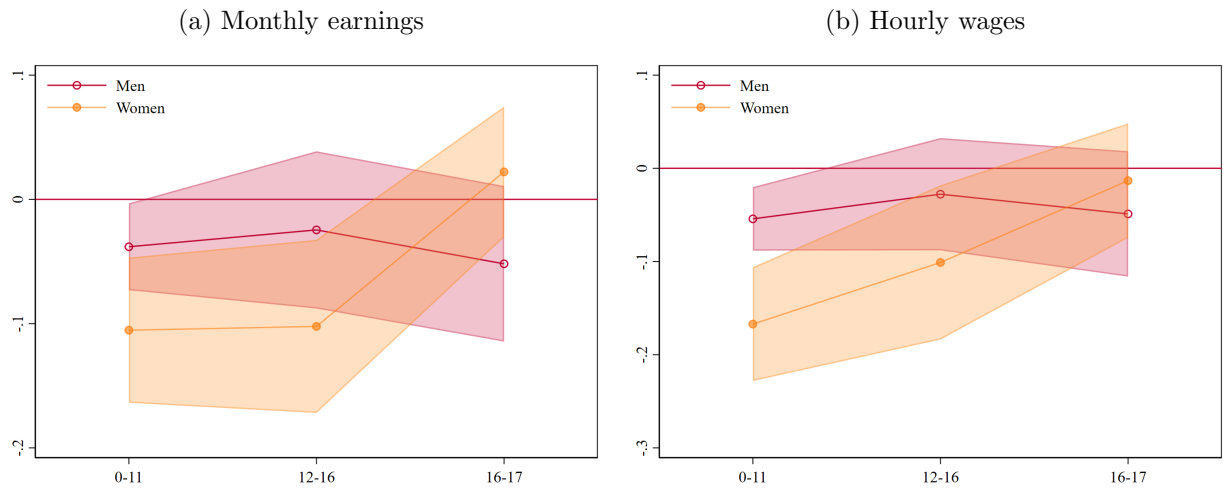 (a) Monthly earnings
Men
Women
.1
0
-.1
-.2
0-11
12-16
16-17
(b) Hourly wages
Men
Women
.1
0
-.1
-.2
-.3
0-11
12-16
16-17